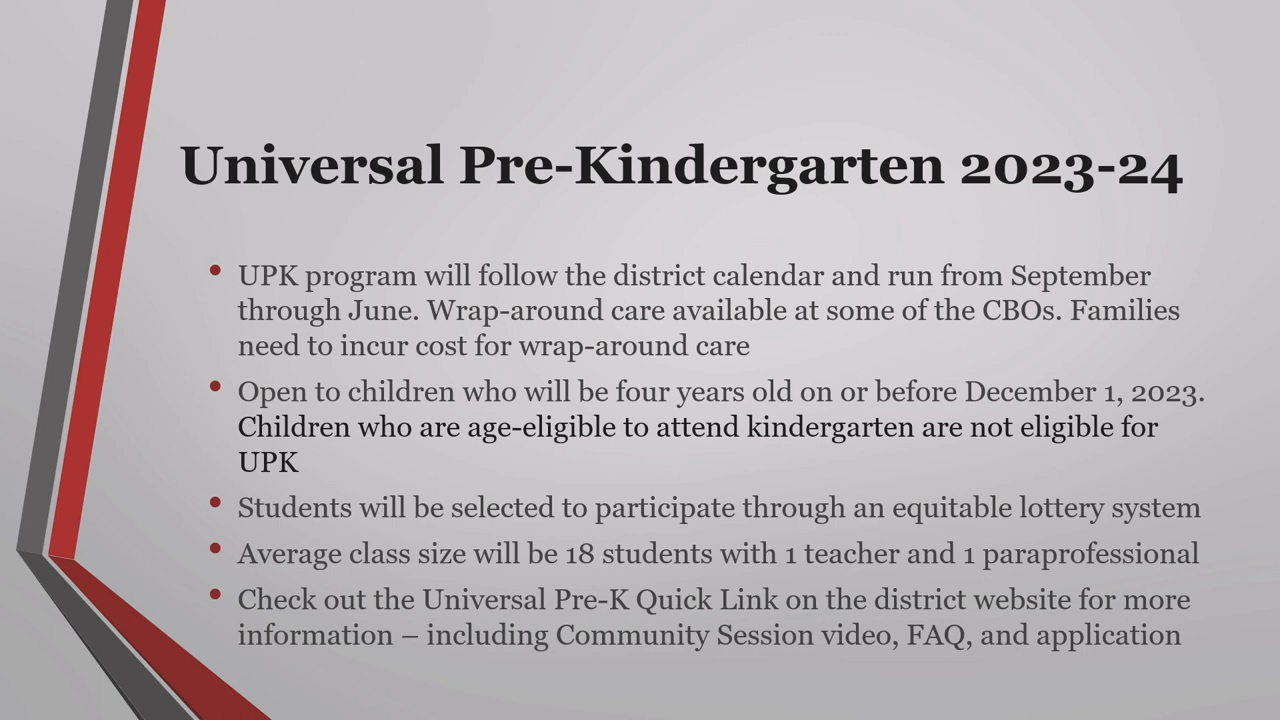 Universal Pre-Kindergarten 2023-24
• UPK program will follow the district calendar and run from September
through June. Wrap-around care available at some of the CBOs. Families
need to incur cost for wrap-around care
• Open to children who will be four years old on or before December 1, 2023.
Children who are age-eligible to attend kindergarten are not eligible for
UPK
• Students will be selected to participate through an equitable lottery system
• Average class size will be 18 students with 1 teacher and 1 paraprofessional
• Check out the Universal Pre-K Quick Link on the district website for more
information – including Community Session video, FAQ, and application